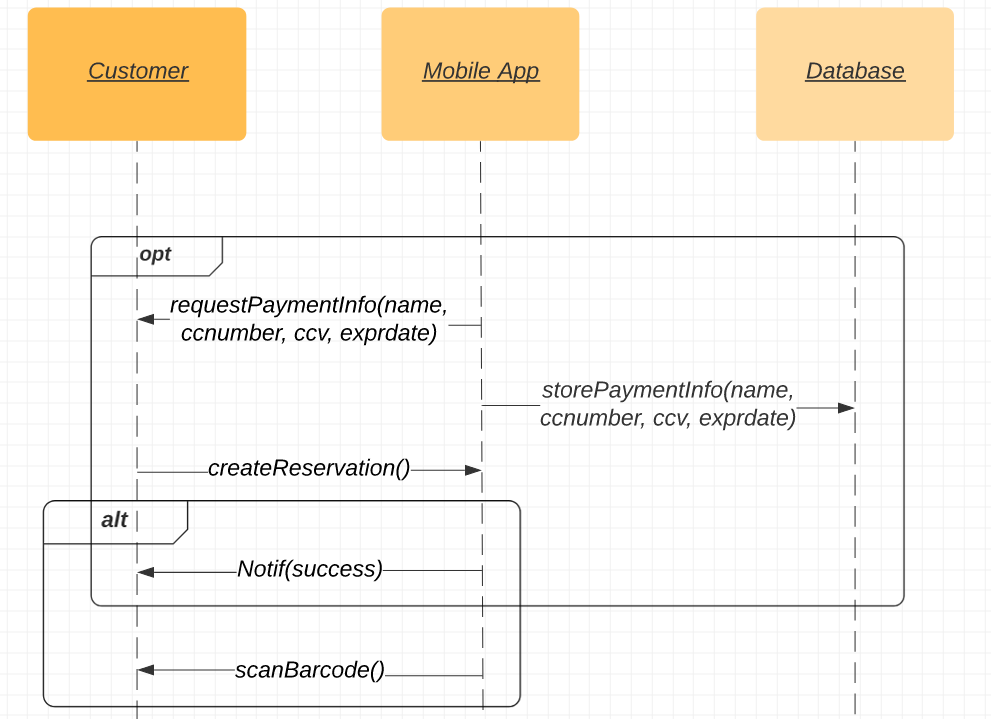 Customer
Mobile App
Database
opt
requestPaymentInfo(name,
ccnumber, ccv, exprdate)
storePaymentInfo(name,
ccnumber, ccv, exprdate)
createReservation()
alt
Notif(success)
scanBarcode()